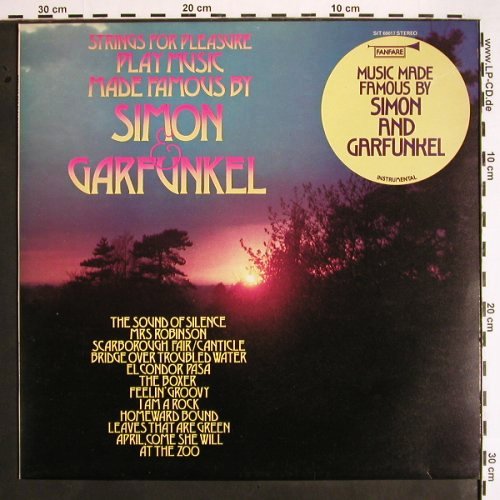 30 cm
20 cm
10 cm
STRINGS FOR PLEASURE
PLAY MUSIC
MADE FAMOUS BY
SIMON
&
GARFUNKEL
SIT 60011 STEREO
FANFARE
MUSIC MADE
FAMOUS BY
SIMON
AND
GARFUNKEL
INSTRUMENTAL
THE SOUND OF SILENCE
MRS ROBINSON
SCARBOROUGH FAIR/CANTICLE
BRIDGE OVER TROUBLED WATER
EL CONDOR PASA
THE BOXER
FEELIN' GROOVY
I AM A ROCK
HOMEWARD BOUND
LEAVES THAT ARE GREEN
APRIL, COME SHE WILL
AT THE ZOO
www.LP-CD.de
10 cm
20 cm
30 cm